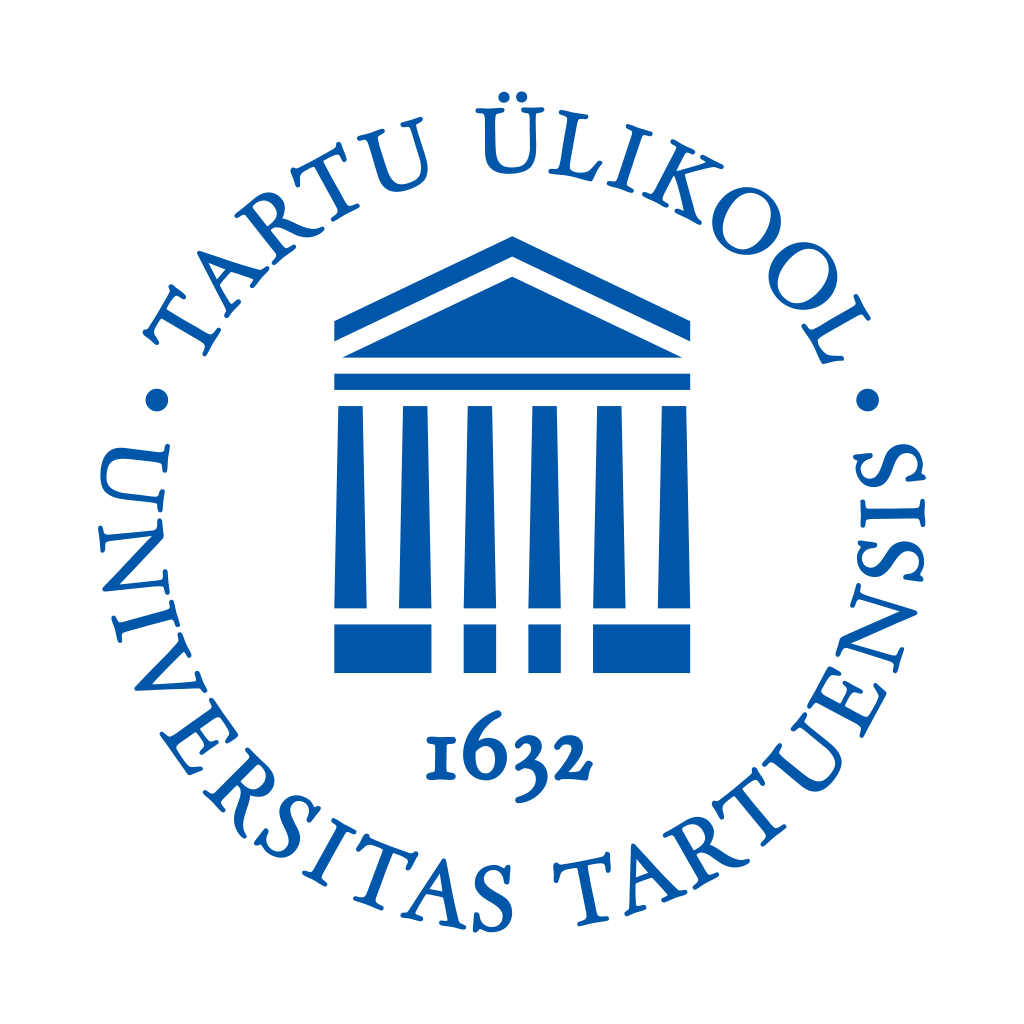 TARTU ÜLIKOOL
1632
· UNIVERSITAS TARTUENSIS ·